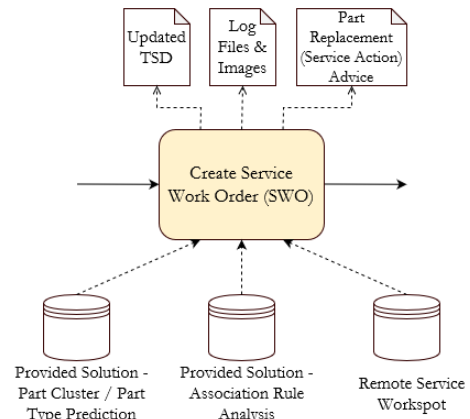 Updated
TSD
Log
Files &
Images
Part
Replacement
(Service Action)
Advice
Create Service
Work Order (SWO)
Provided Solution -
Part Cluster / Part
Type Prediction
Provided Solution -
Association Rule
Analysis
Remote Service
Workspot